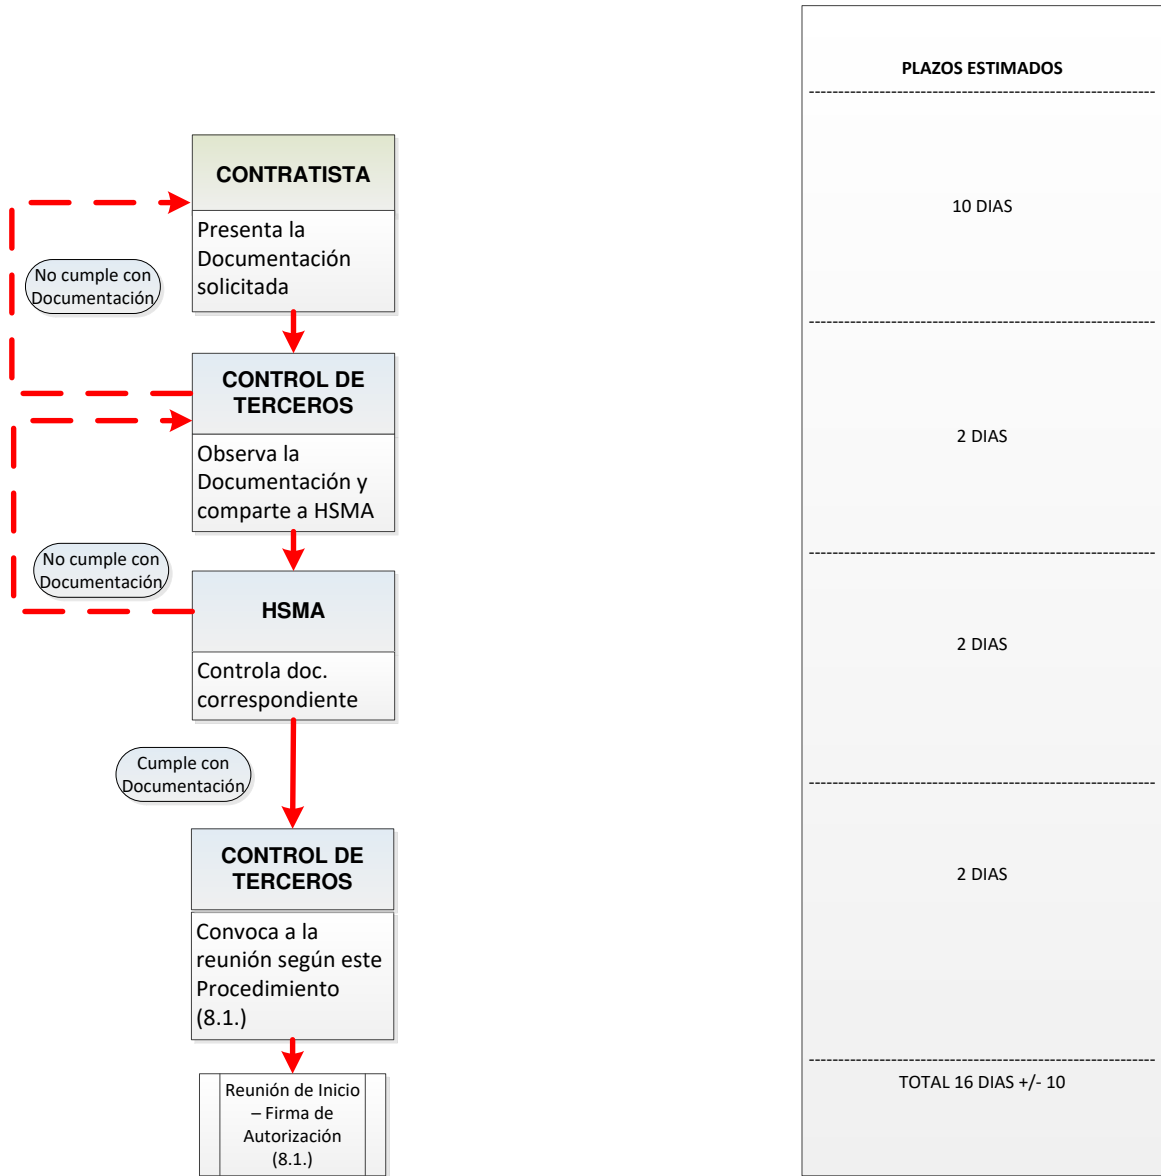 PLAZOS ESTIMADOS
CONTRATISTA
Presenta la
Documentación
solicitada
10 DIAS
No cumple con
Documentación
CONTROL DE
TERCEROS
Observa la
Documentación y
comparte a HSMA
2 DIAS
No cumple con
Documentación
HSMA
Controla doc.
correspondiente
2 DIAS
Cumple con
Documentación
CONTROL DE
TERCEROS
Convoca a la
reunión según este
Procedimiento
(8.1.)
2 DIAS
Reunión de Inicio
– Firma de
Autorización
(8.1.)
TOTAL 16 DIAS +/- 10